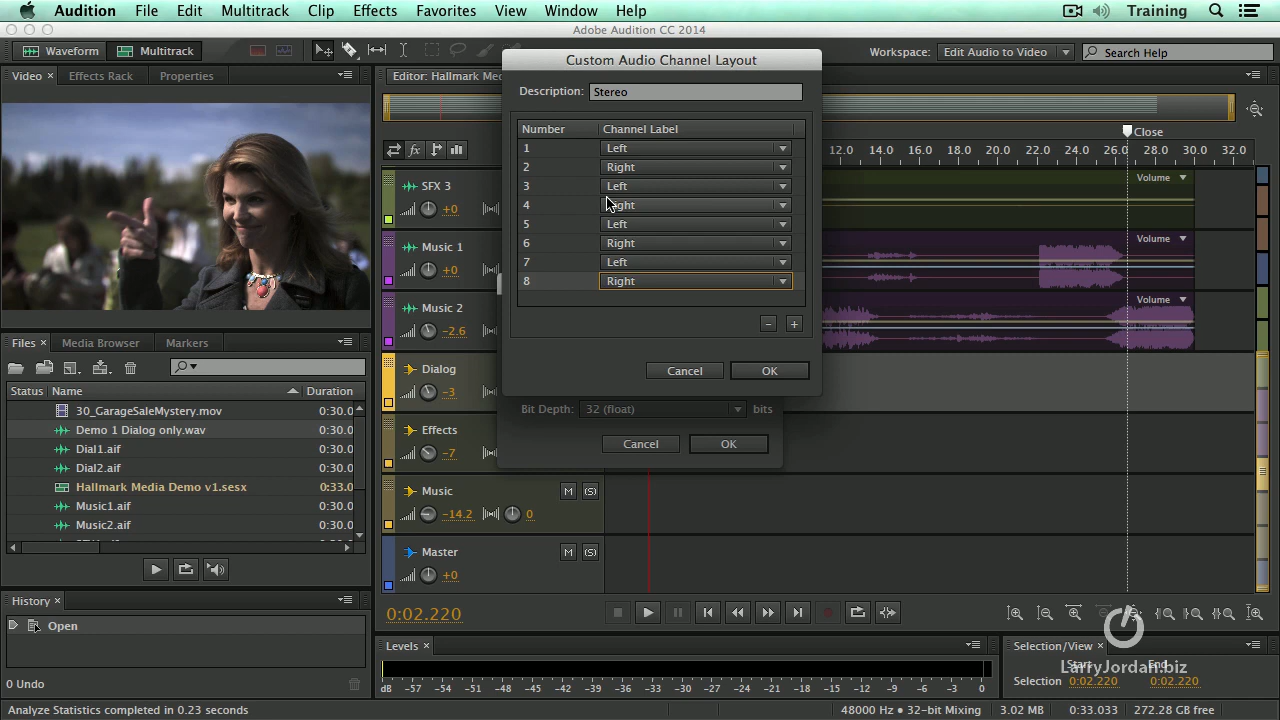 Audition File Edit Multitrack Clip Effects Favorites View Window Help Training
Adobe Audition CC 2014
Waveform Multitrack Workspace: Edit Audio to Video Search Help
Video × Effects Rack Properties
Editor: Hallmark Med
Custom Audio Channel Layout
Description: Stereo
Number Channel Label
1 Left
2 Right
3 Left
4 Right
5 Left
6 Right
7 Left
8 Right
- +
Cancel OK
Bit Depth: 32 (float) bits
Cancel OK
Close
fx 12.0 14.0 16.0 18.0 20.0 22.0 24.0 26.0 28.0 30.0 32.0
SFX 3 Volume
+0
Music 1 Volume
+0
Music 2 Volume
-2.6
Dialog
-3
Effects
-7
Music M (S)
-14.2 0
Master M (S)
+0
Files × Media Browser Markers
Status Name Duration
30_GarageSaleMystery.mov 0:30.0
Demo 1 Dialog only.wav 0:30.0
Dial1.aif 0:30.0
Dial2.aif 0:30.0
Hallmark Media Demo v1.sesx 0:33.0
Music1.aif 0:30.0
Music2.aif 0:30.0
History ×
Open
0 Undo
0:02.220
Levels ×
dB -57 -54 -51 -48 -45 -42 -39 -36 -33 -30 -27 -24 -21 -18 -15 -12 -9 -6 -3 0
Selection/View ×
Start End
LarryJordan.biz
Selection 0:02.220 0:02.220
Analyze Statistics completed in 0.23 seconds
48000 Hz • 32-bit Mixing 3.02 MB 0:33.033 272.28 GB free